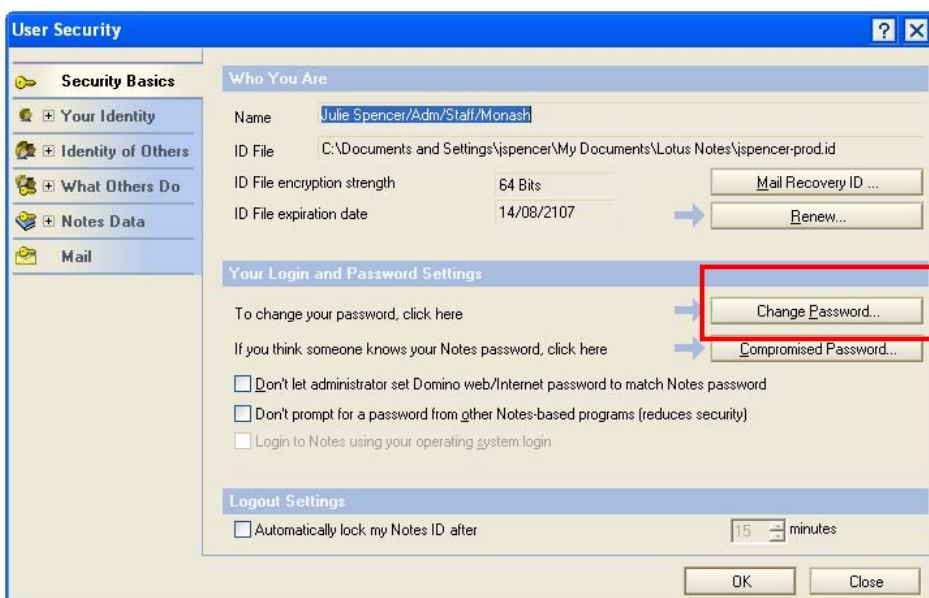 User Security
Security Basics
Your Identity
Identity of Others
What Others Do
Notes Data
Mail
Who You Are
Name Julie Spencer/Adm/Staff/Monash
ID File C:\Documents and Settings\jspencer\My Documents\Lotus Notes\jspencer-prod.id
ID File encryption strength 64 Bits Mail Recovery ID ...
ID File expiration date 14/08/2107 Renew...
Your Login and Password Settings
To change your password, click here Change Password...
If you think someone knows your Notes password, click here Compromised Password...
Don't let administrator set Domino web/Internet password to match Notes password
Don't prompt for a password from other Notes-based programs (reduces security)
Login to Notes using your operating system login
Logout Settings
Automatically lock my Notes ID after 15 minutes
OK Close